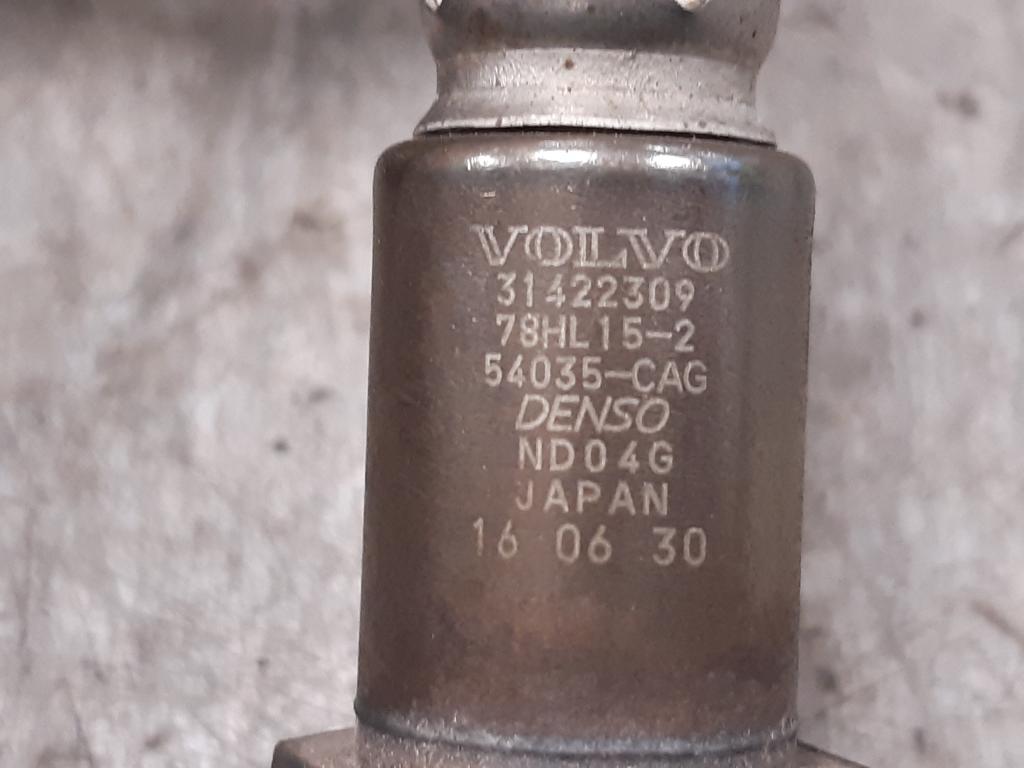 VOLVO
31422309
78HL15-2
54035-CAG
DENSO
ND04G
JAPAN
16 06 30